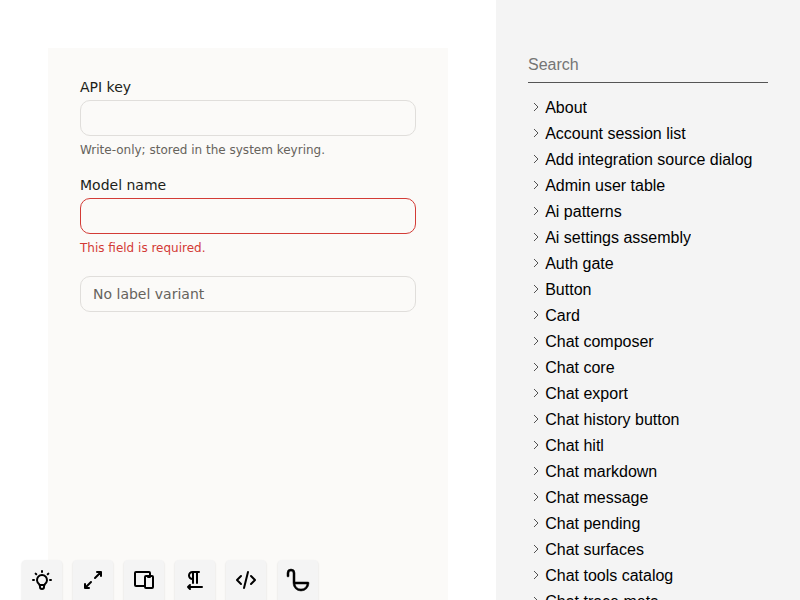 API key
Write-only; stored in the system keyring.
Model name
This field is required.
No label variant
Search
About
Account session list
Add integration source dialog
Admin user table
Ai patterns
Ai settings assembly
Auth gate
Button
Card
Chat composer
Chat core
Chat export
Chat history button
Chat hitl
Chat markdown
Chat message
Chat pending
Chat surfaces
Chat tools catalog
Chat trace meta